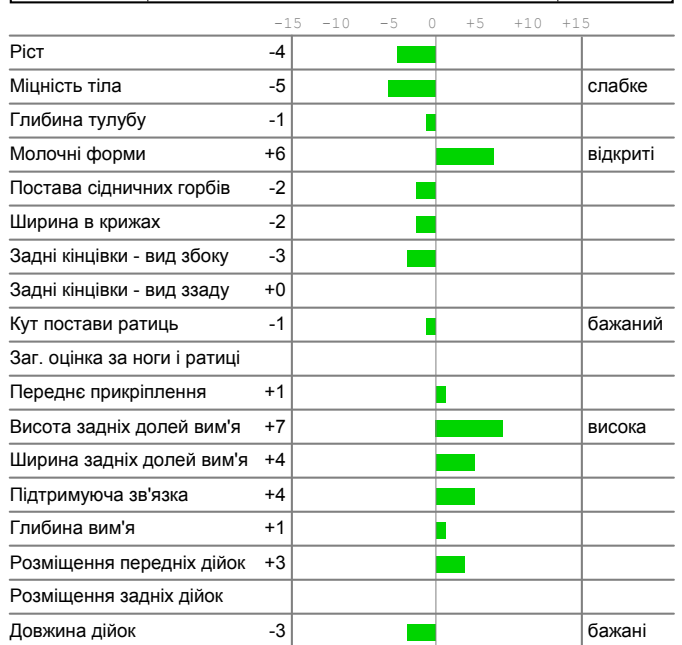 -15 -10 -5 0 +5 +10 +15
Ріст -4
Міцність тіла -5 слабке
Глибина тулубу -1
Молочні форми +6 відкриті
Постава сідничних горбів -2
Ширина в крижах -2
Задні кінцівки - вид збоку -3
Задні кінцівки - вид ззаду +0
Кут постави ратиць -1 бажаний
Заг. оцінка за ноги і ратиці
Переднє прикріплення +1
Висота задніх долей вим'я +7 висока
Ширина задніх долей вим'я +4
Підтримуюча зв'язка +4
Глибина вим'я +1
Розміщення передніх дійок +3
Розміщення задніх дійок
Довжина дійок -3 бажані